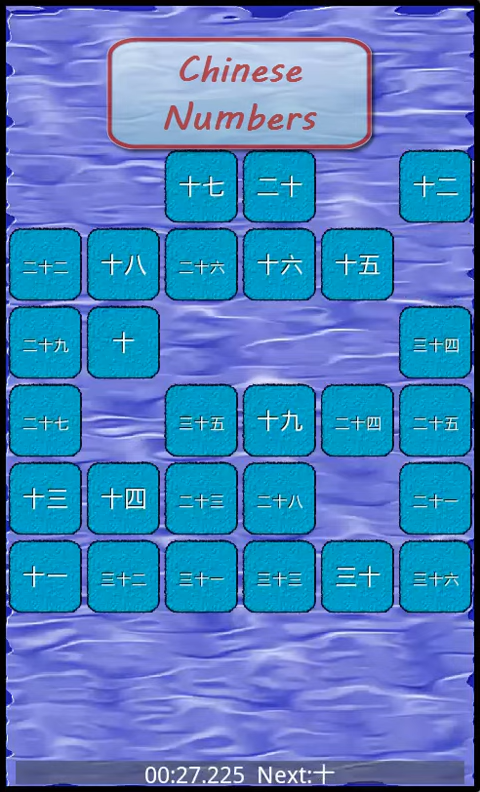 Chinese
Numbers
十七 二十 十二
二十二 十八 二十六 十六 十五
二十九 十 三十四
二十七 三十五 十九 二十四 二十五
十三 十四 二十三 二十八 二十一
十一 三十二 三十一 三十三 三十 三十六
00:27.225 Next:十